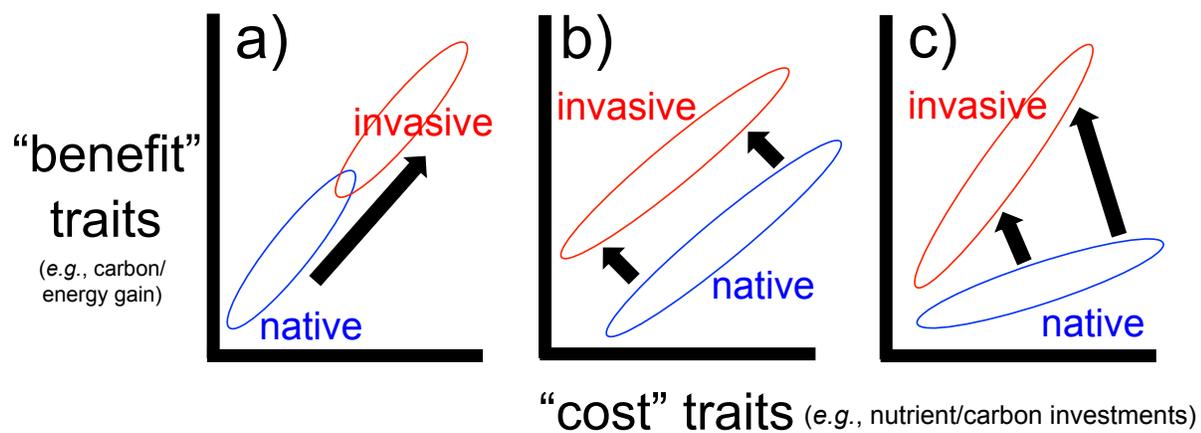 a)
invasive
native
b)
invasive
native
c)
invasive
native
“benefit”
traits
(e.g., carbon/
energy gain)
“cost” traits (e.g., nutrient/carbon investments)